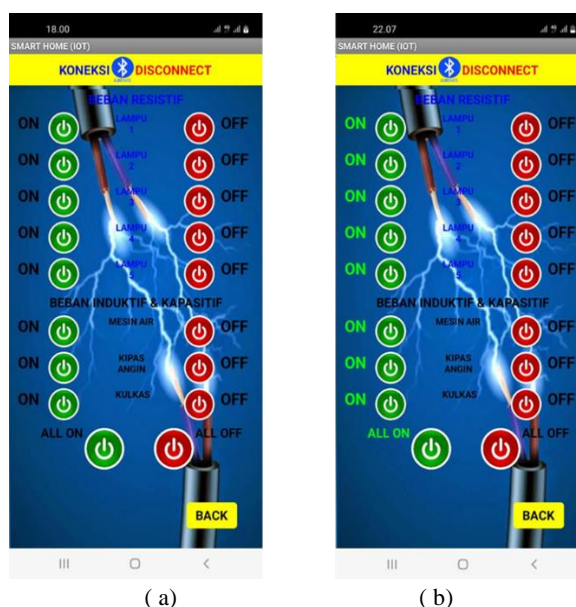 18.00
SMART HOME (IOT)
KONEKSI DISCONNECT
BEBAN RESISTIF
ON LAMPU 1 OFF
ON LAMPU 2 OFF
ON LAMPU 3 OFF
ON LAMPU 4 OFF
ON LAMPU 5 OFF
BEBAN INDUKTIF & KAPASITIF
ON MESIN AIR OFF
ON KIPAS ANGIN OFF
ON KULKAS OFF
ALL ON ALL OFF
BACK
( a)
22.07
SMART HOME (IOT)
KONEKSI DISCONNECT
BEBAN RESISTIF
ON LAMPU 1 OFF
ON LAMPU 2 OFF
ON LAMPU 3 OFF
ON LAMPU 4 OFF
ON LAMPU 5 OFF
BEBAN INDUKTIF & KAPASITIF
ON MESIN AIR OFF
ON KIPAS ANGIN OFF
ON KULKAS OFF
ALL ON ALL OFF
BACK
( b)